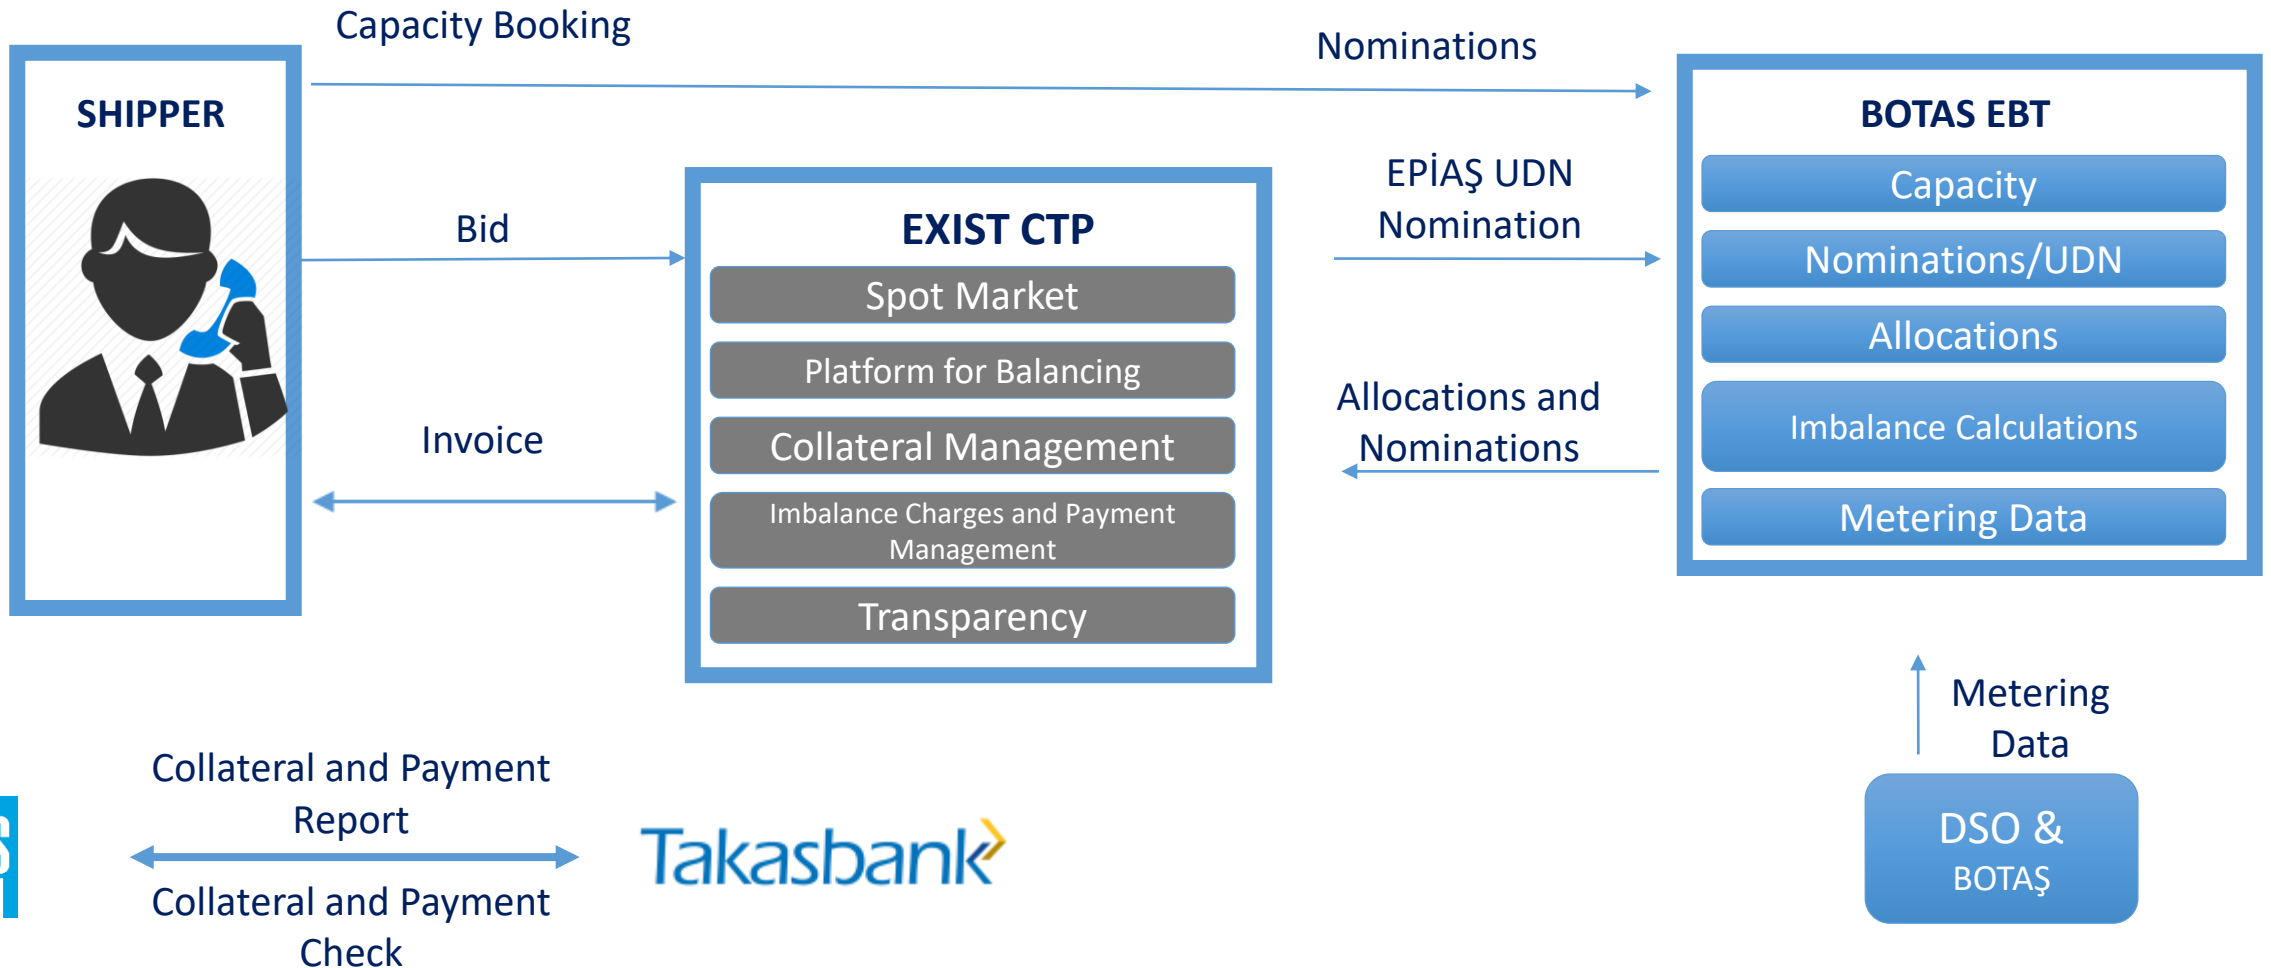 Capacity Booking
Nominations
SHIPPER
Bid
Invoice
EXIST CTP
Spot Market
Platform for Balancing
Collateral Management
Imbalance Charges and Payment
Management
Transparency
EPİAŞ UDN
Nomination
Allocations and
Nominations
BOTAS EBT
Capacity
Nominations/UDN
Allocations
Imbalance Calculations
Metering Data
Metering
Data
DSO &
BOTAŞ
Collateral and Payment
Report
Collateral and Payment
Check
Takasbank